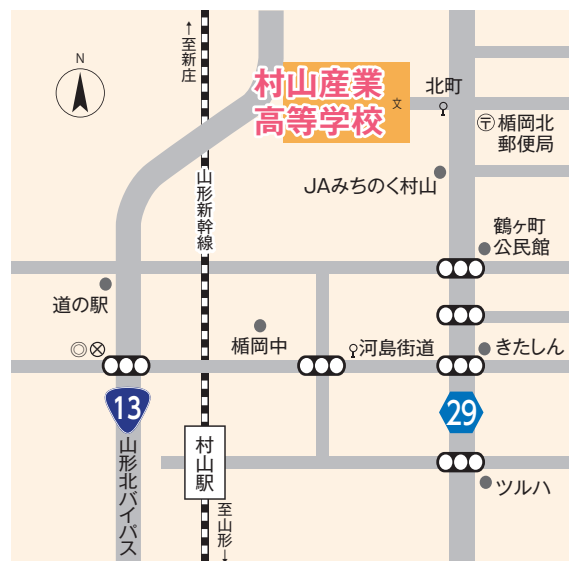 N
←至新庄
村山産業
高等学校
文
北町
〒楯岡北
郵便局
JAみちのく村山
山形新幹線
鶴ヶ町
公民館
道の駅
楯岡中
河島街道
きたしん
13
29
山形北バイパス
村山駅
ツルハ
至山形→